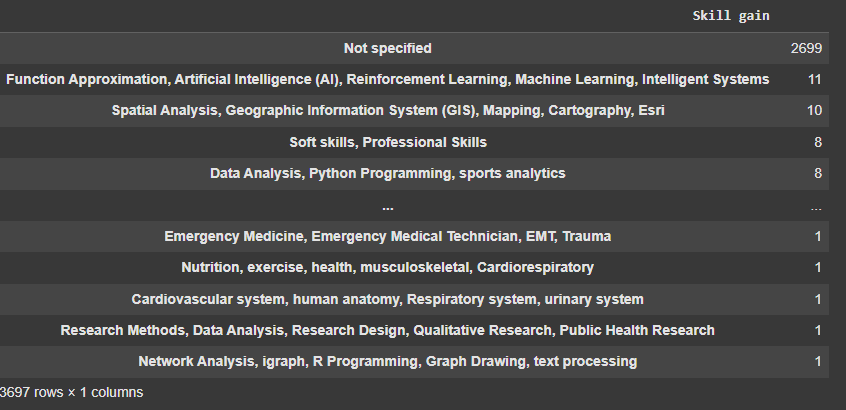 Skill gain
Not specified 2699
Function Approximation, Artificial Intelligence (AI), Reinforcement Learning, Machine Learning, Intelligent Systems 11
Spatial Analysis, Geographic Information System (GIS), Mapping, Cartography, Esri 10
Soft skills, Professional Skills 8
Data Analysis, Python Programming, sports analytics 8
... ...
Emergency Medicine, Emergency Medical Technician, EMT, Trauma 1
Nutrition, exercise, health, musculoskeletal, Cardiorespiratory 1
Cardiovascular system, human anatomy, Respiratory system, urinary system 1
Research Methods, Data Analysis, Research Design, Qualitative Research, Public Health Research 1
Network Analysis, igraph, R Programming, Graph Drawing, text processing 1
3697 rows × 1 columns